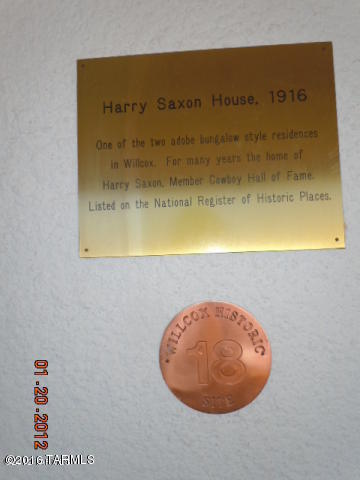 Harry Saxon House, 1916
One of the two adobe bungalow style residences
in Willcox. For many years the home of
Harry Saxon, Member Cowboy Hall of Fame.
Listed on the National Register of Historic Places.
WILLCOX HISTORIC
18
SITE
01-20-2012
©2016 TARMLS